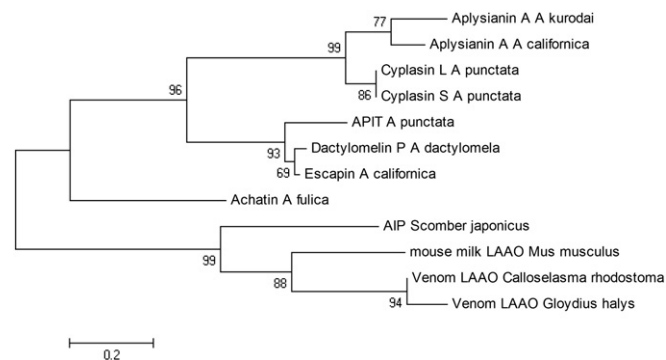 77
Aplysianin A A kurodai
99
Aplysianin A A californica
Cyplasin L A punctata
96
86
Cyplasin S A punctata
APIT A punctata
93
Dactylomelin P A dactylomela
69
Escapin A californica
Achatin A fulica
AIP Scomber japonicus
99
mouse milk LAAO Mus musculus
88
Venom LAAO Calloselasma rhodostoma
94
Venom LAAO Gloydius halys
0.2